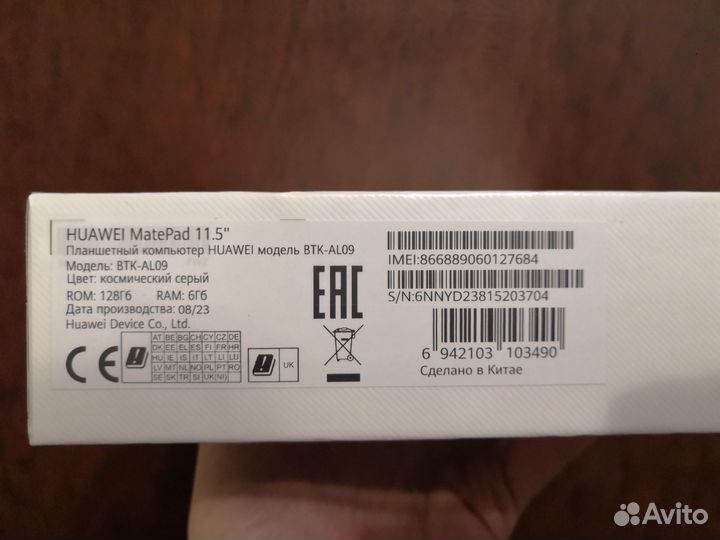 HUAWEI MatePad 11.5"
Планшетный компьютер HUAWEI модель BTK-AL09
Модель: BTK-AL09
Цвет: космический серый
ROM: 128Гб RAM: 6Гб
Дата производства: 08/23
Huawei Device Co., Ltd.
CE
AT BE BG CH CY CZ DE
DK EE EL ES FI FR HR
HU IE IS IT LT LI LU
LV MT NL NO PL PT RO
SE SK TR SI UK(NI)
UK
EAC
IMEI:866889060127684
S/N:6NNYD23815203704
6 942103 103490
Сделано в Китае
Avito